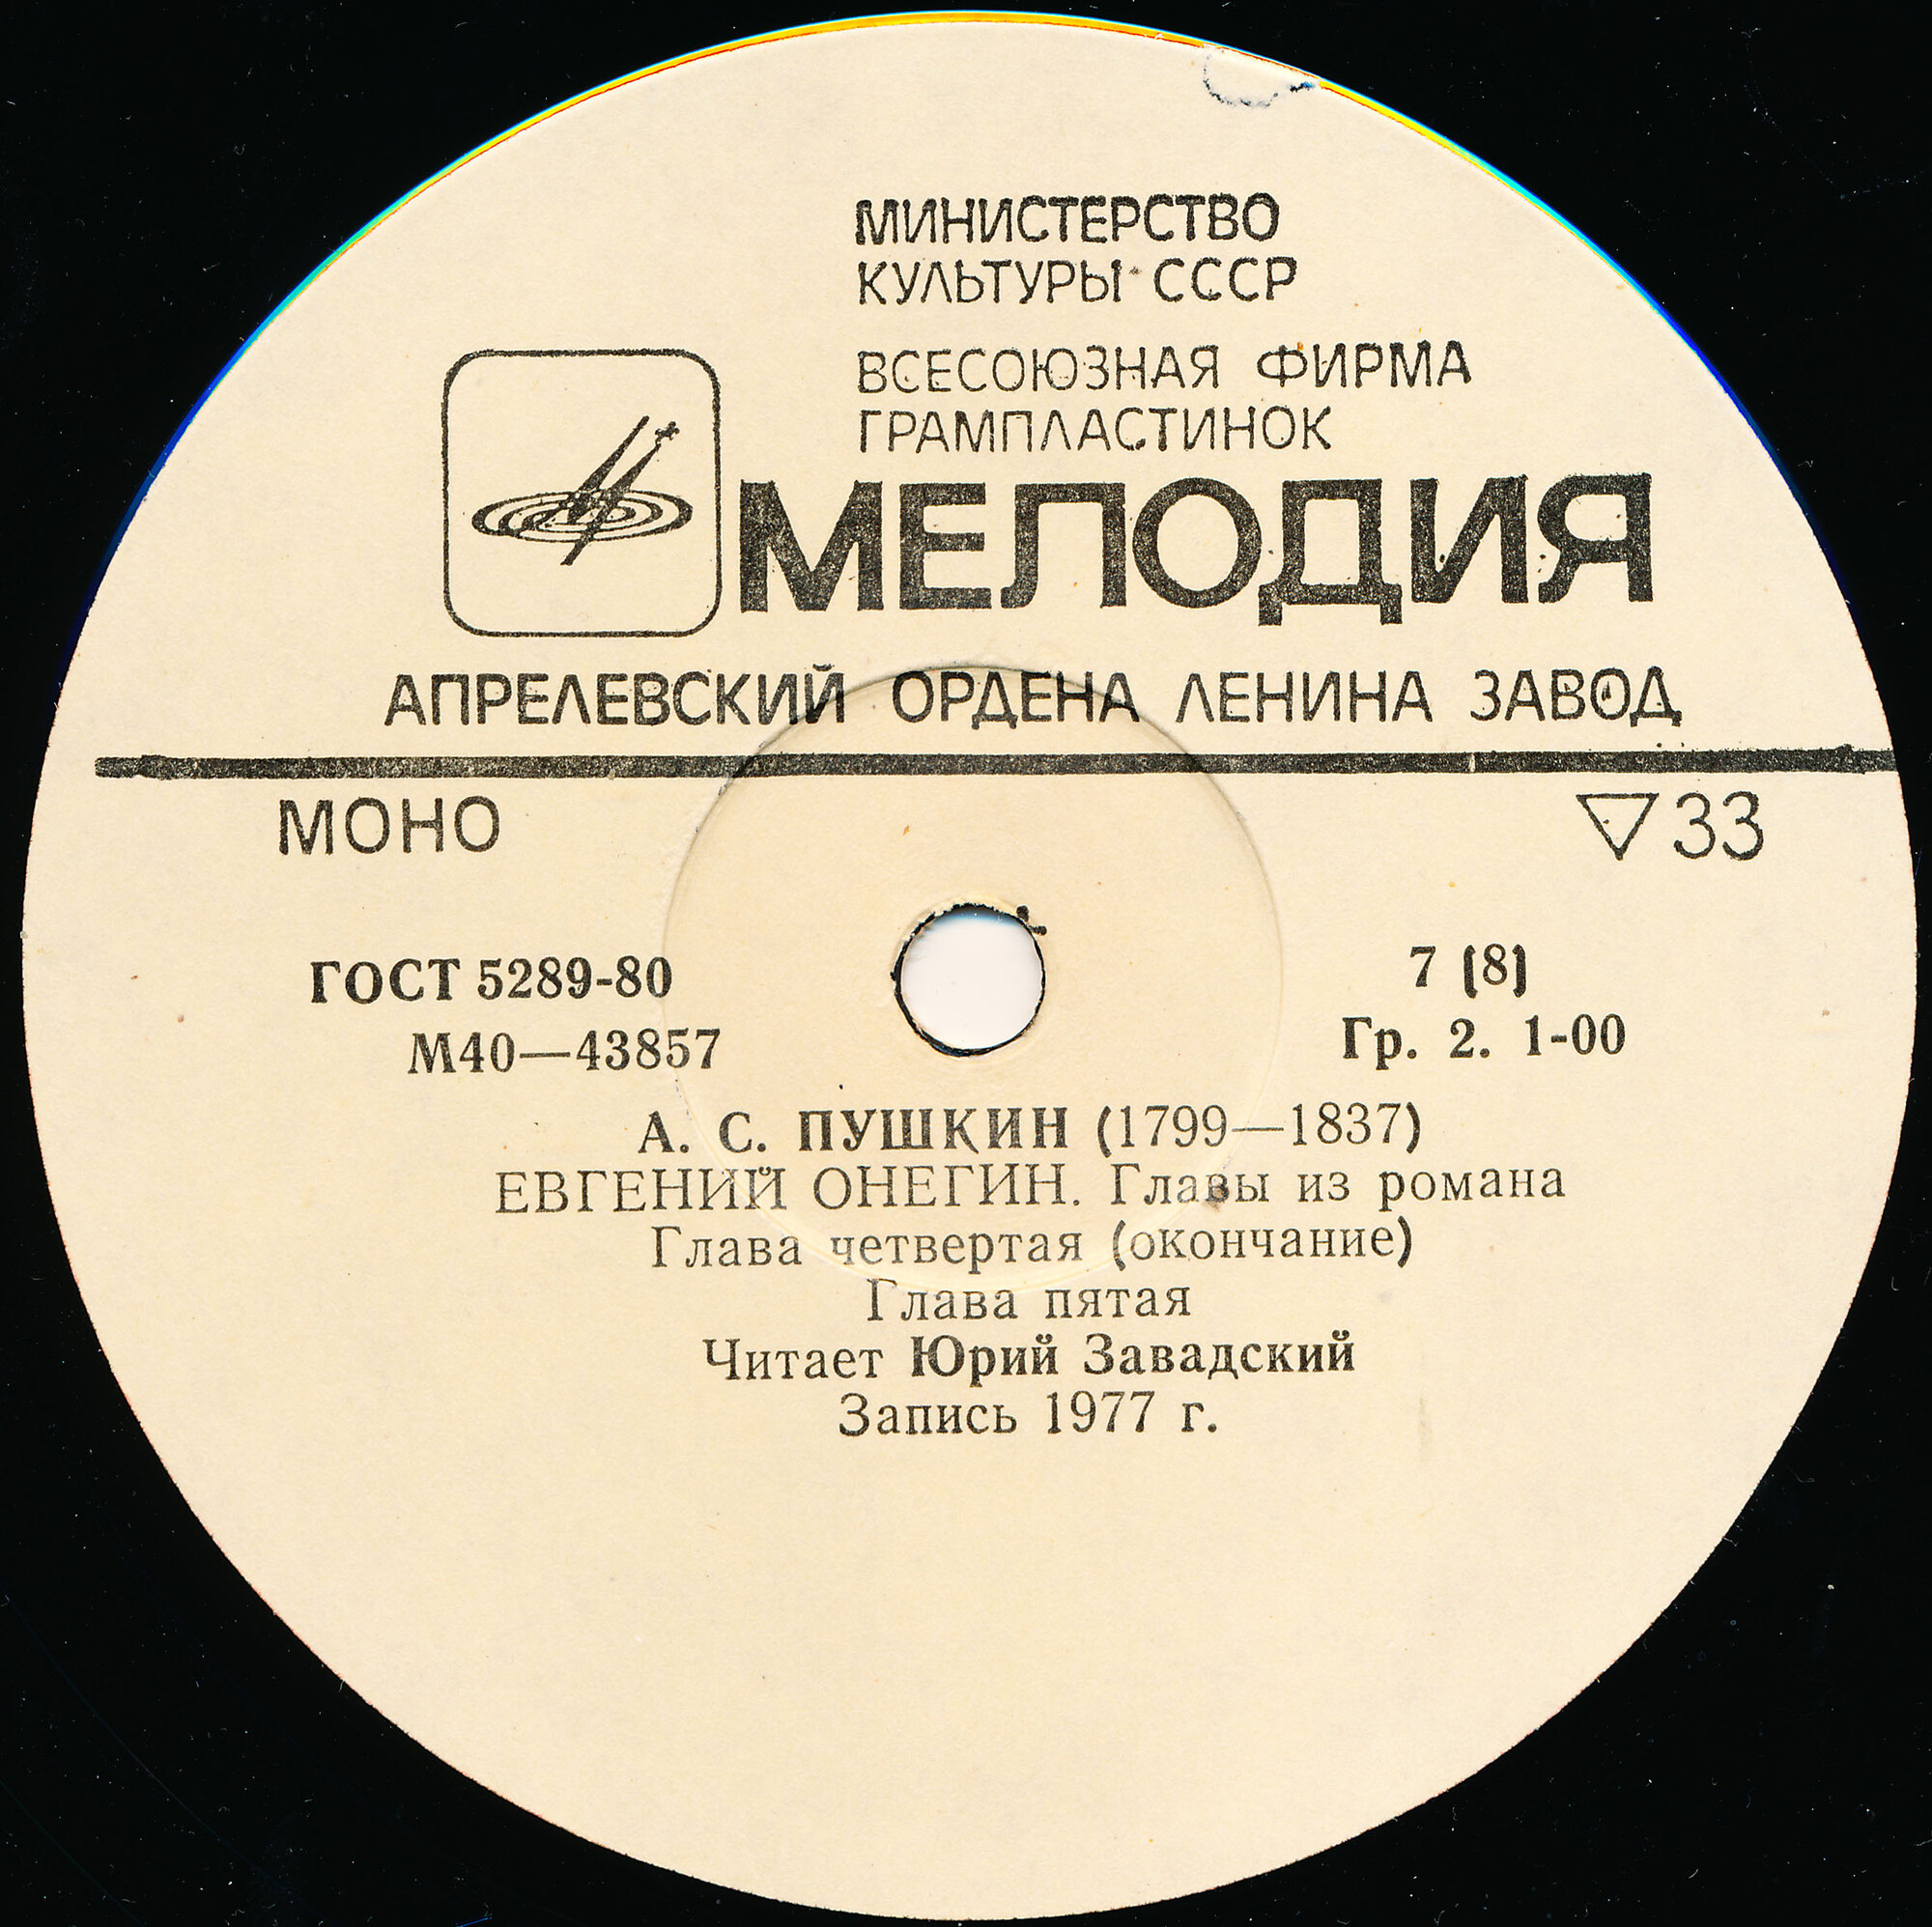 МИНИСТЕРСТВО
КУЛЬТУРЫ СССР
ВСЕСОЮЗНАЯ ФИРМА
ГРАМПЛАСТИНОК
МЕЛОДИЯ
АПРЕЛЕВСКИЙ ОРДЕНА ЛЕНИНА ЗАВОД
МОНО
▽33
ГОСТ 5289-80
7 (8)
М40—43857
Гр. 2. 1-00
А. С. ПУШКИН (1799—1837)
ЕВГЕНИЙ ОНЕГИН. Главы из романа
Глава четвертая (окончание)
Глава пятая
Читает Юрий Завадский
Запись 1977 г.